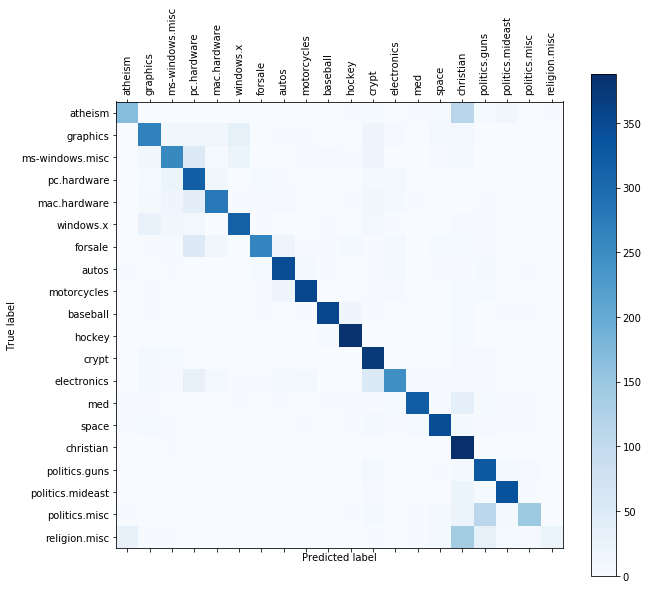 atheism
graphics
ms-windows.misc
pc.hardware
mac.hardware
windows.x
forsale
autos
motorcycles
baseball
hockey
crypt
electronics
med
space
christian
politics.guns
politics.mideast
politics.misc
religion.misc
True label
atheism
graphics
ms-windows.misc
pc.hardware
mac.hardware
windows.x
forsale
autos
motorcycles
baseball
hockey
crypt
electronics
med
space
christian
politics.guns
politics.mideast
politics.misc
religion.misc
Predicted label
350
300
250
200
150
100
50
0